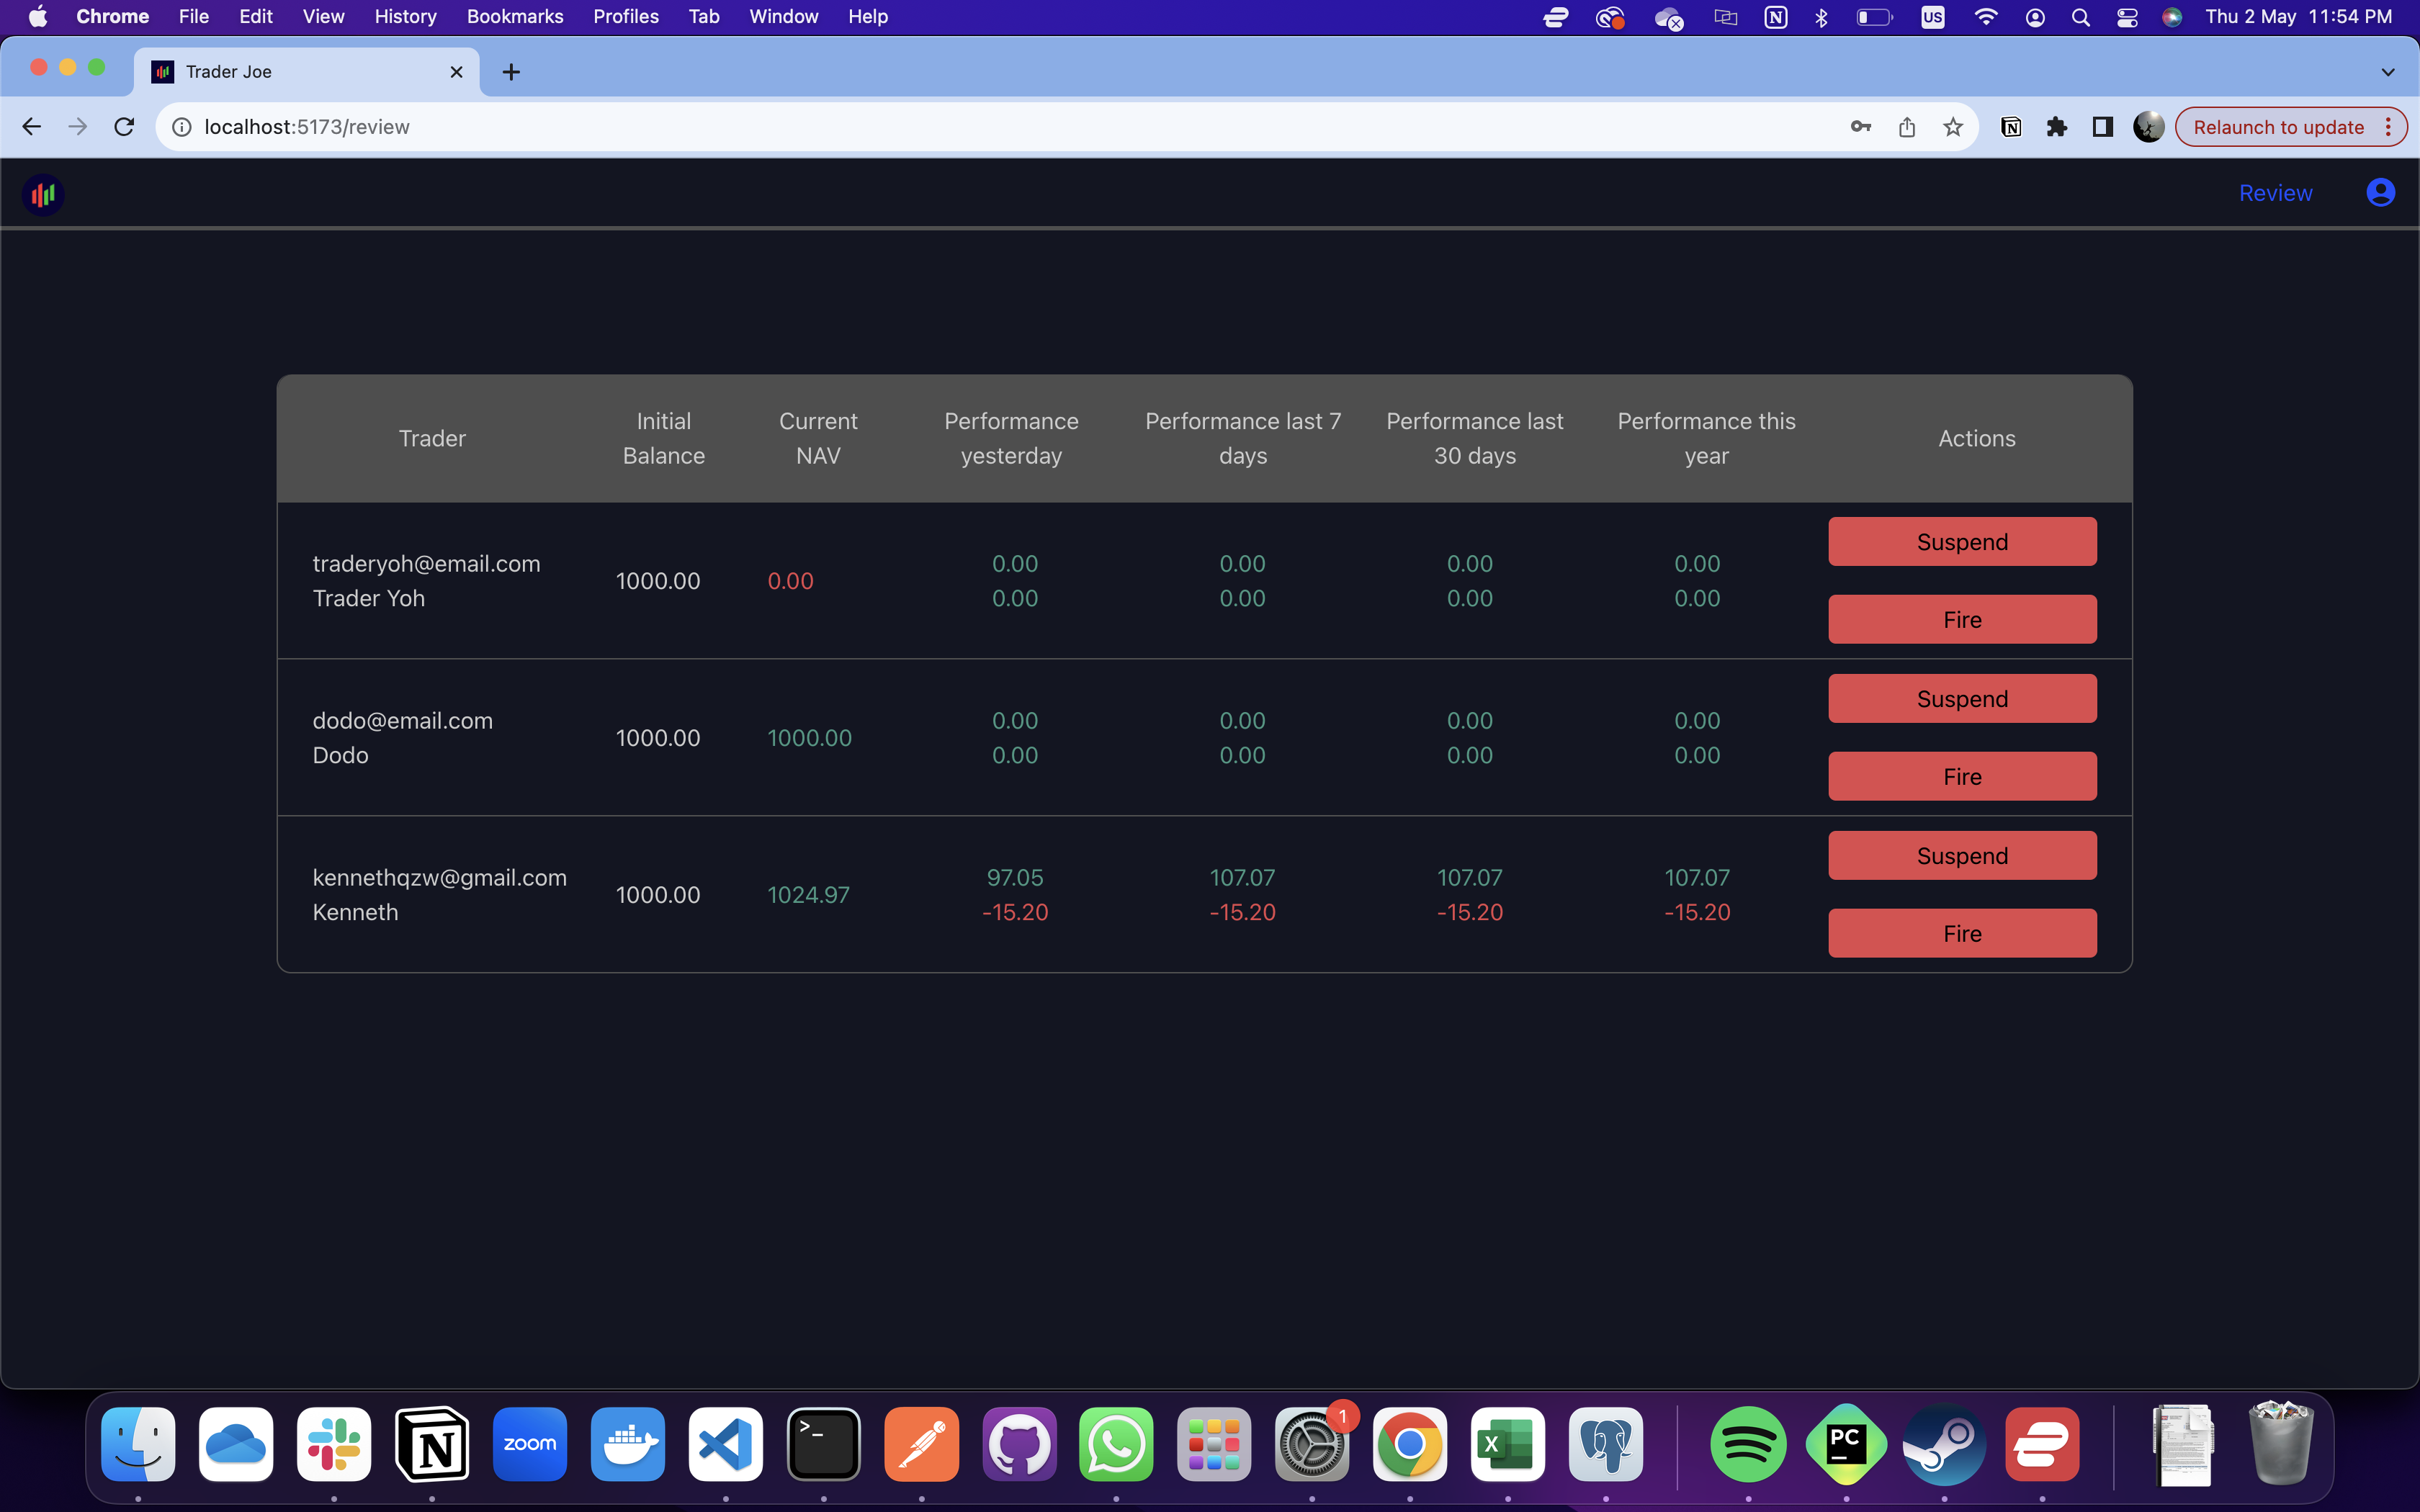 Chrome File Edit View History Bookmarks Profiles Tab Window Help US Thu 2 May 11:54 PM
Trader Joe
localhost:5173/review
Relaunch to update
Review
Trader
Initial
Balance
Current
NAV
Performance
yesterday
Performance last 7
days
Performance last
30 days
Performance this
year
Actions
traderyoh@email.com
Trader Yoh
1000.00
0.00
0.00
0.00
0.00
0.00
0.00
0.00
0.00
0.00
Suspend
Fire
dodo@email.com
Dodo
1000.00
1000.00
0.00
0.00
0.00
0.00
0.00
0.00
0.00
0.00
Suspend
Fire
kennethqzw@gmail.com
Kenneth
1000.00
1024.97
97.05
-15.20
107.07
-15.20
107.07
-15.20
107.07
-15.20
Suspend
Fire
zoom
1
X
PC